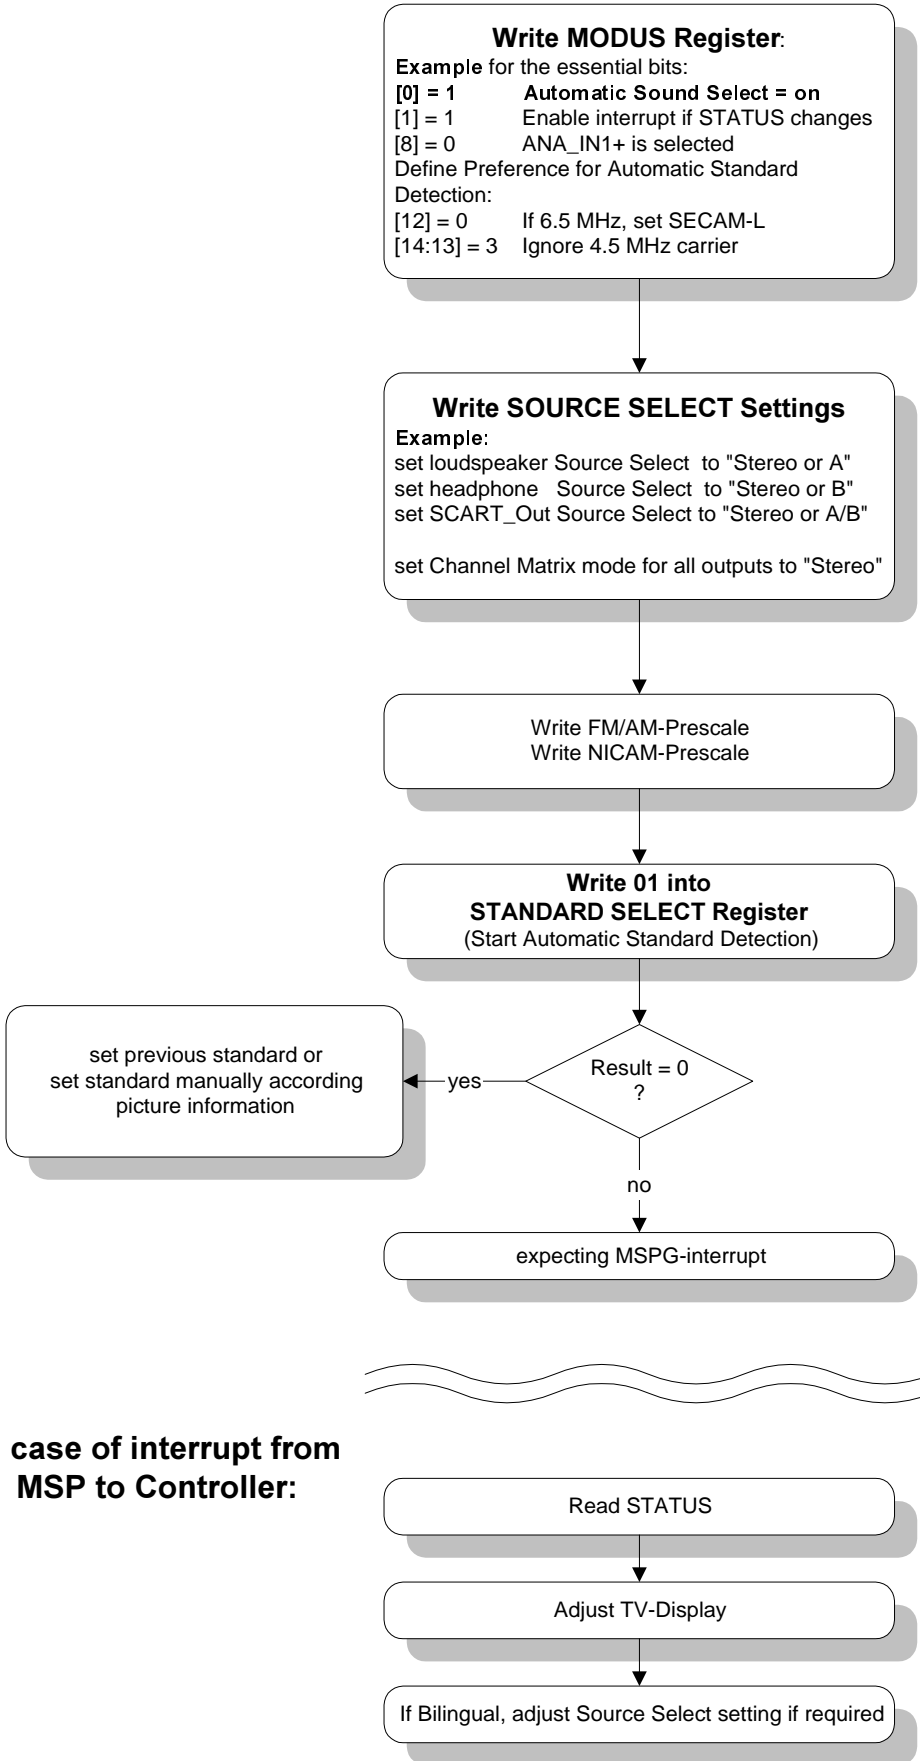 Write MODUS Register:
Example for the essential bits:
[0] = 1 Automatic Sound Select = on
[1] = 1 Enable interrupt if STATUS changes
[8] = 0 ANA_IN1+ is selected
Define Preference for Automatic Standard
Detection:
[12] = 0 If 6.5 MHz, set SECAM-L
[14:13] = 3 Ignore 4.5 MHz carrier
Write SOURCE SELECT Settings
Example:
set loudspeaker Source Select to "Stereo or A"
set headphone Source Select to "Stereo or B"
set SCART_Out Source Select to "Stereo or A/B"
set Channel Matrix mode for all outputs to "Stereo"
Write FM/AM-Prescale
Write NICAM-Prescale
Write 01 into
STANDARD SELECT Register
(Start Automatic Standard Detection)
Result = 0
?
yes
set previous standard or
set standard manually according
picture information
no
expecting MSPG-interrupt
case of interrupt from
MSP to Controller:
Read STATUS
Adjust TV-Display
If Bilingual, adjust Source Select setting if required